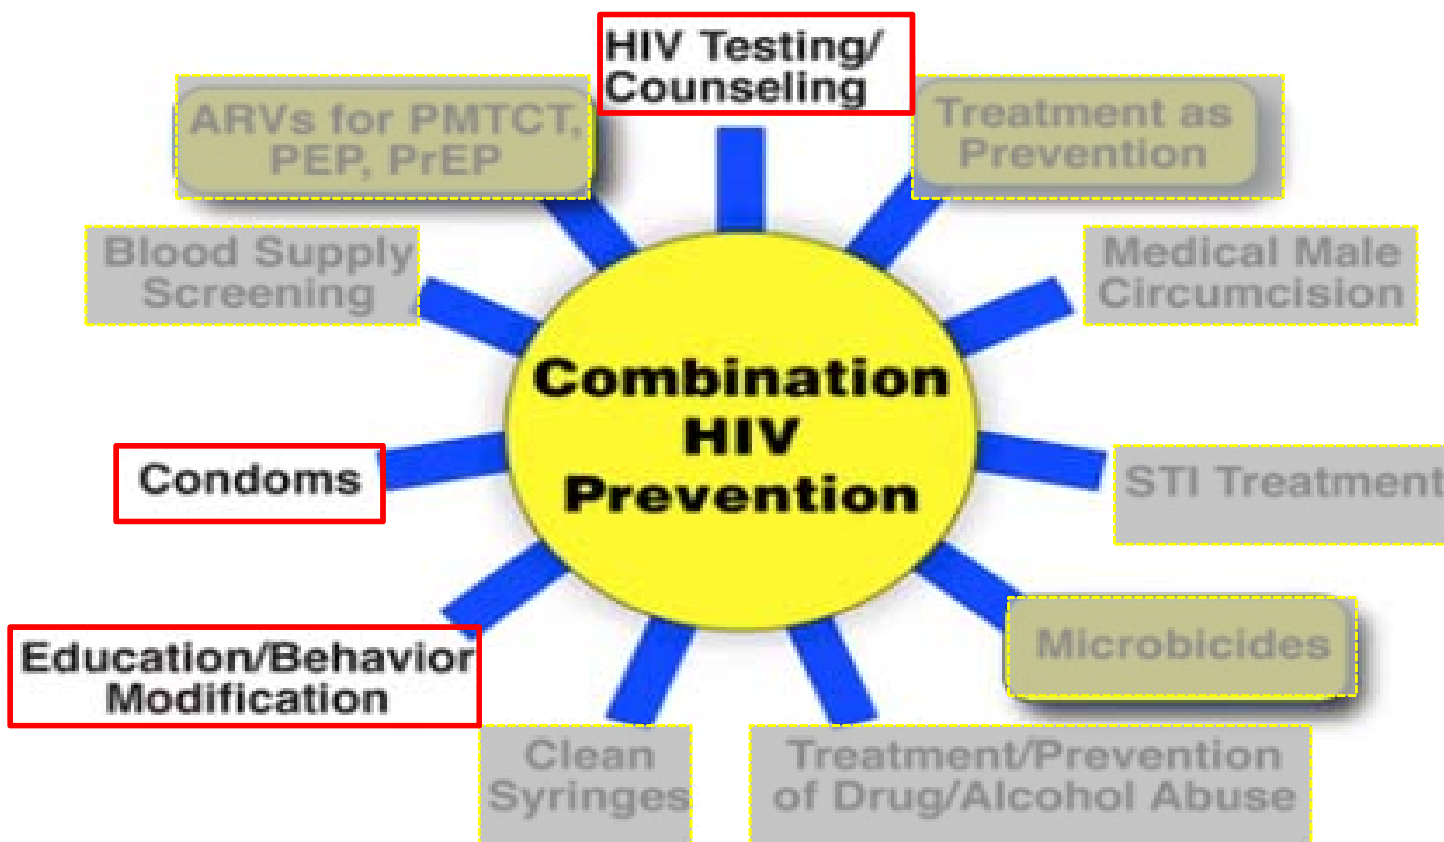 HIV Testing/
Counseling
ARVs for PMTCT,
PEP, PrEP
Treatment as
Prevention
Blood Supply
Screening
Medical Male
Circumcision
Combination
HIV
Prevention
Condoms
STI Treatment
Education/Behavior
Modification
Microbicides
Clean
Syringes
Treatment/Prevention
of Drug/Alcohol Abuse